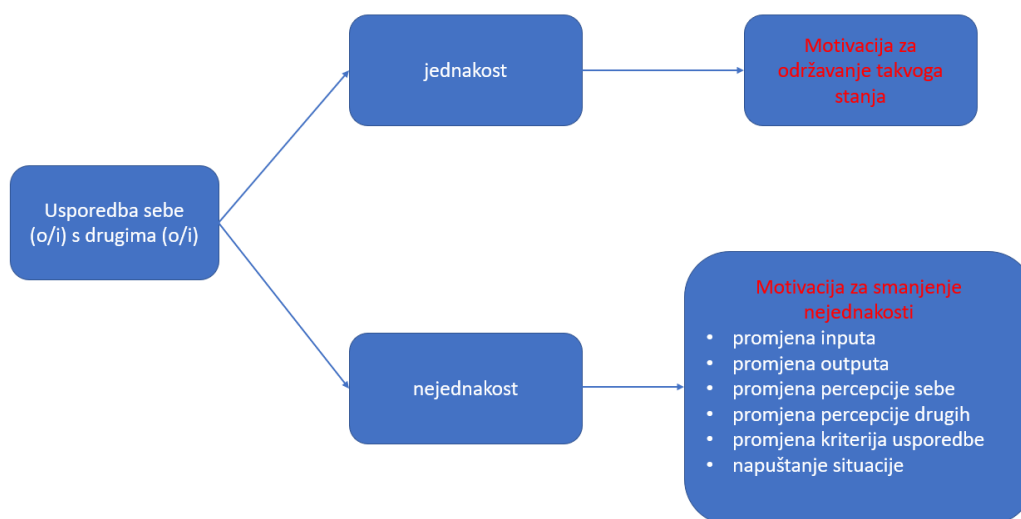 Usporedba sebe
(o/i) s drugima (o/i)
jednakost
Motivacija za
održavanje takvoga
stanja
nejednakost
Motivacija za smanjenje
nejednakosti
• promjena inputa
• promjena outputa
• promjena percepcije sebe
• promjena percepcije drugih
• promjena kriterija usporedbe
• napuštanje situacije